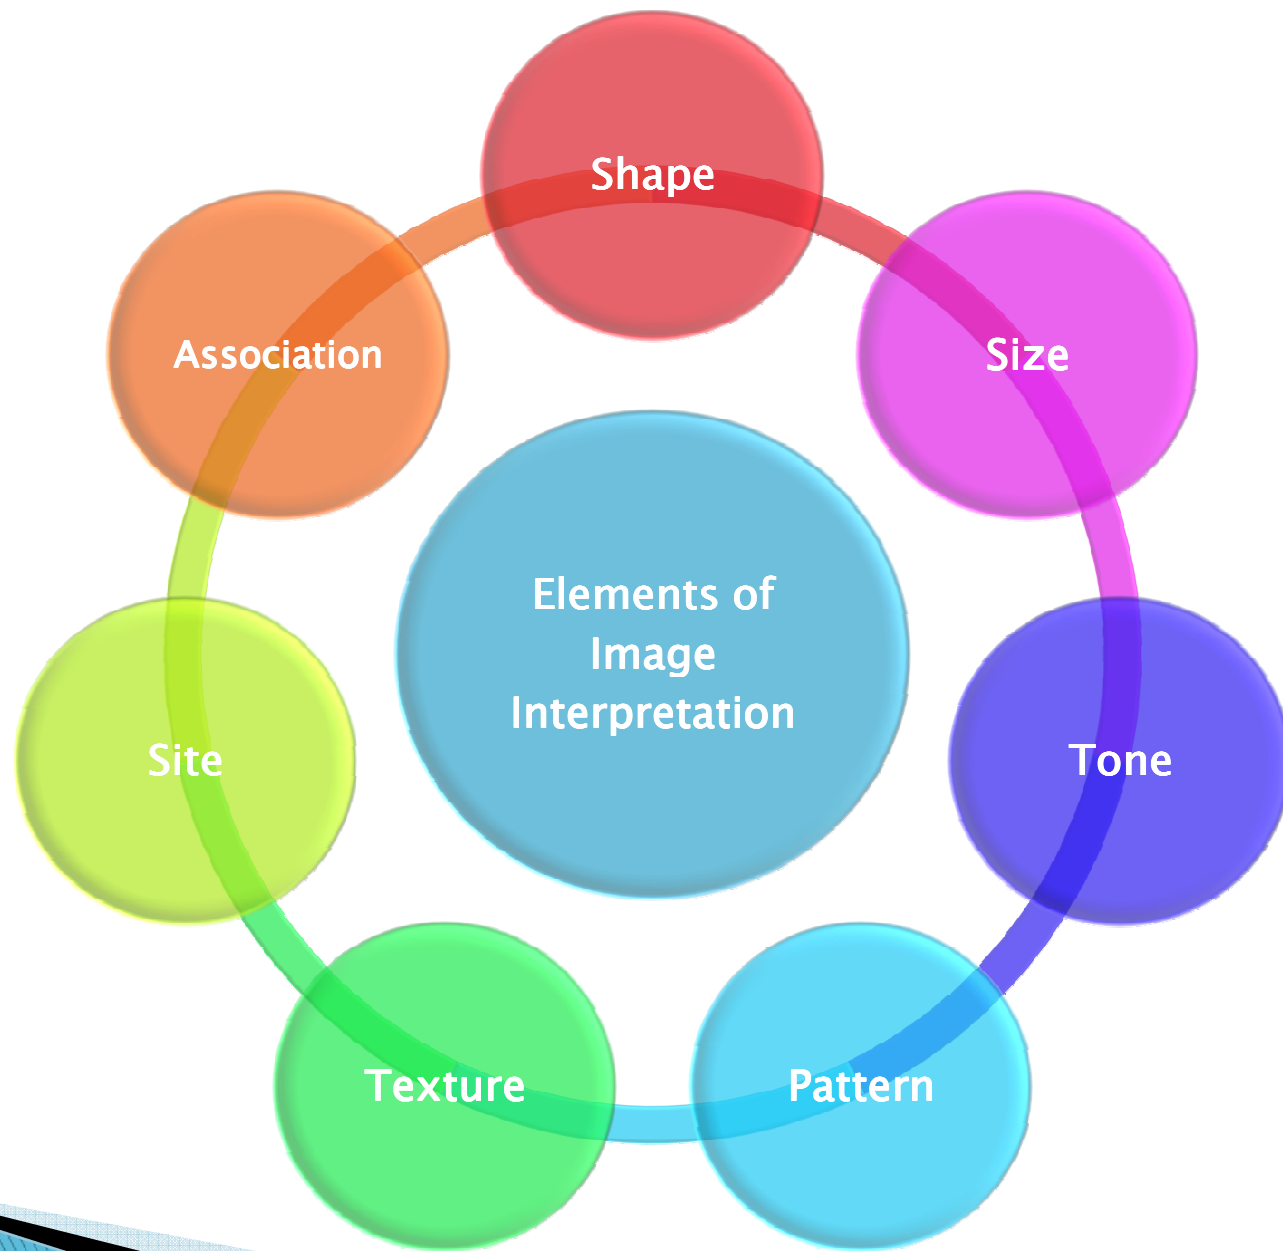 Shape
Size
Tone
Pattern
Texture
Site
Association
Elements of
Image
Interpretation